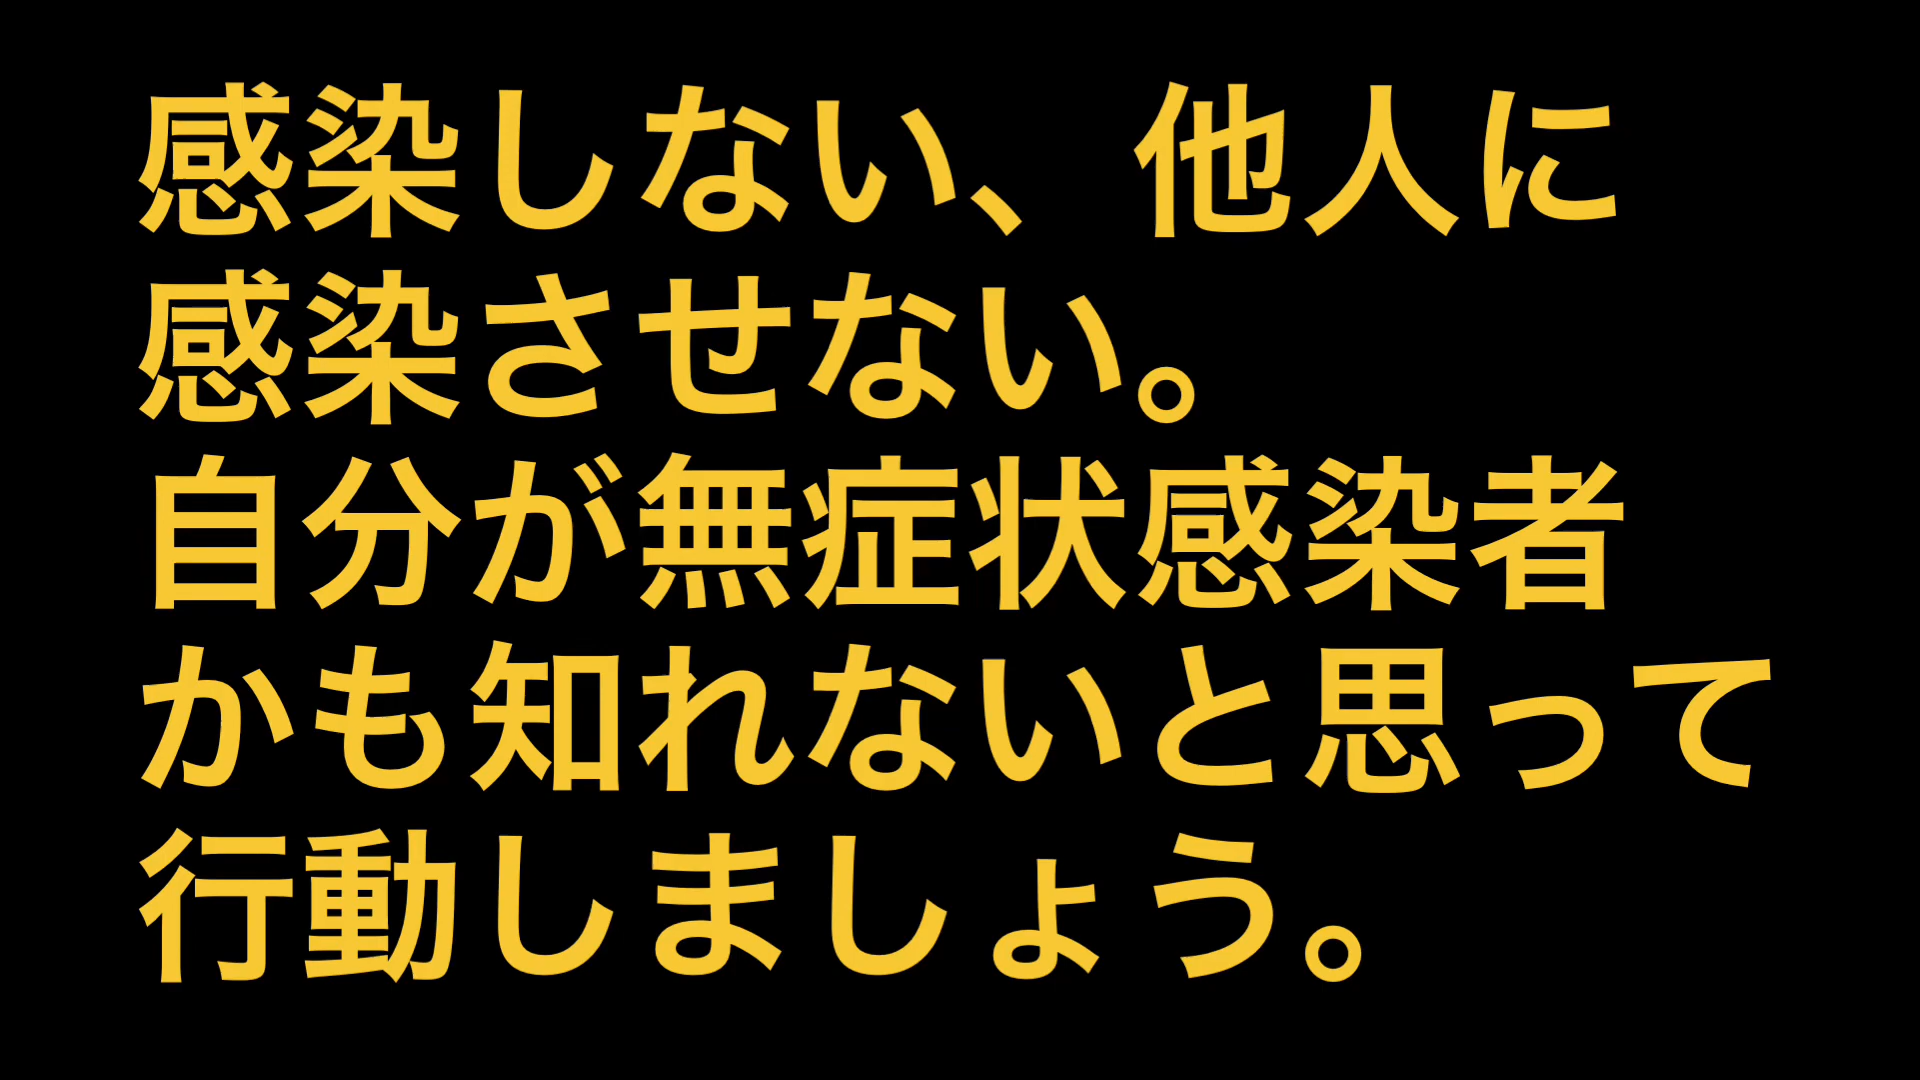 感染しない、他人に
感染させない。
自分が無症状感染者
かも知れないと思って
行動しましょう。